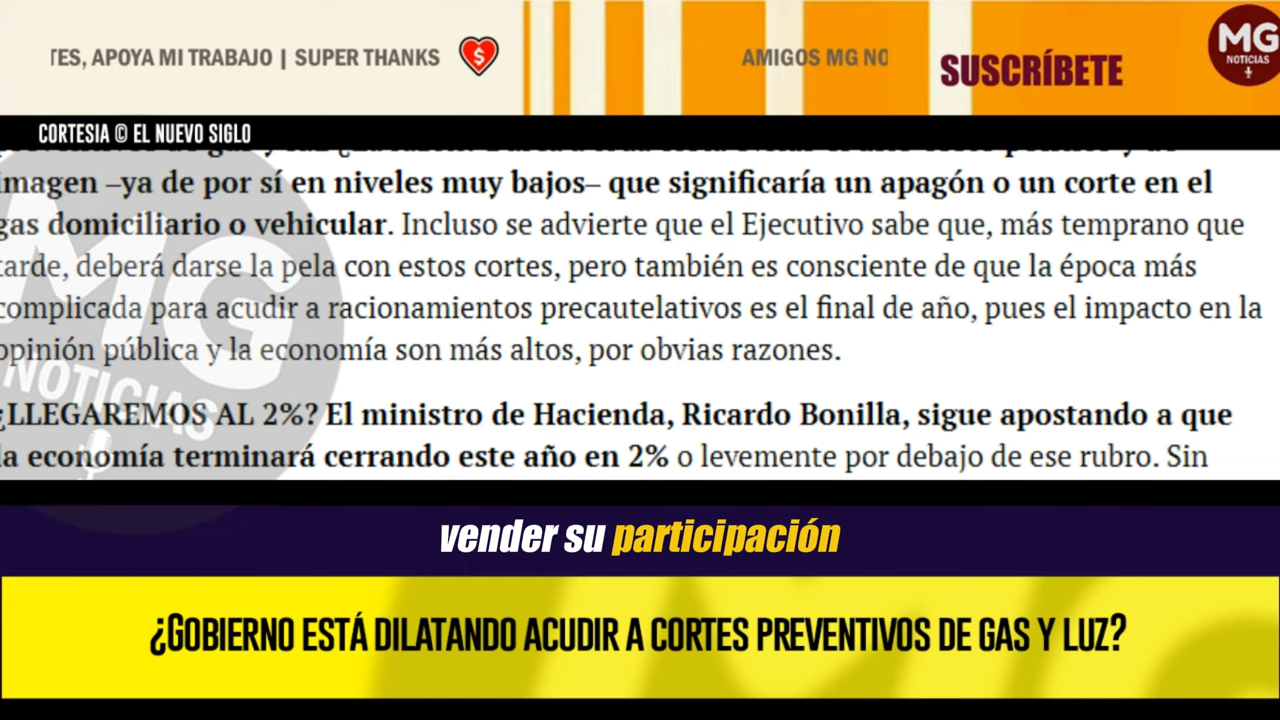 TES, APOYA MI TRABAJO | SUPER THANKS
AMIGOS MG NO
SUSCRÍBETE
MG
NOTICIAS
CORTESIA © EL NUEVO SIGLO
imagen –ya de por sí en niveles muy bajos– que significaría un apagón o un corte en el
gas domiciliario o vehicular. Incluso se advierte que el Ejecutivo sabe que, más temprano que
tarde, deberá darse la pela con estos cortes, pero también es consciente de que la época más
complicada para acudir a racionamientos precautelativos es el final de año, pues el impacto en la
opinión pública y la economía son más altos, por obvias razones.
MG
NOTICIAS
¿LLEGAREMOS AL 2%? El ministro de Hacienda, Ricardo Bonilla, sigue apostando a que
la economía terminará cerrando este año en 2% o levemente por debajo de ese rubro. Sin
vender su participación
¿GOBIERNO ESTÁ DILATANDO ACUDIR A CORTES PREVENTIVOS DE GAS Y LUZ?